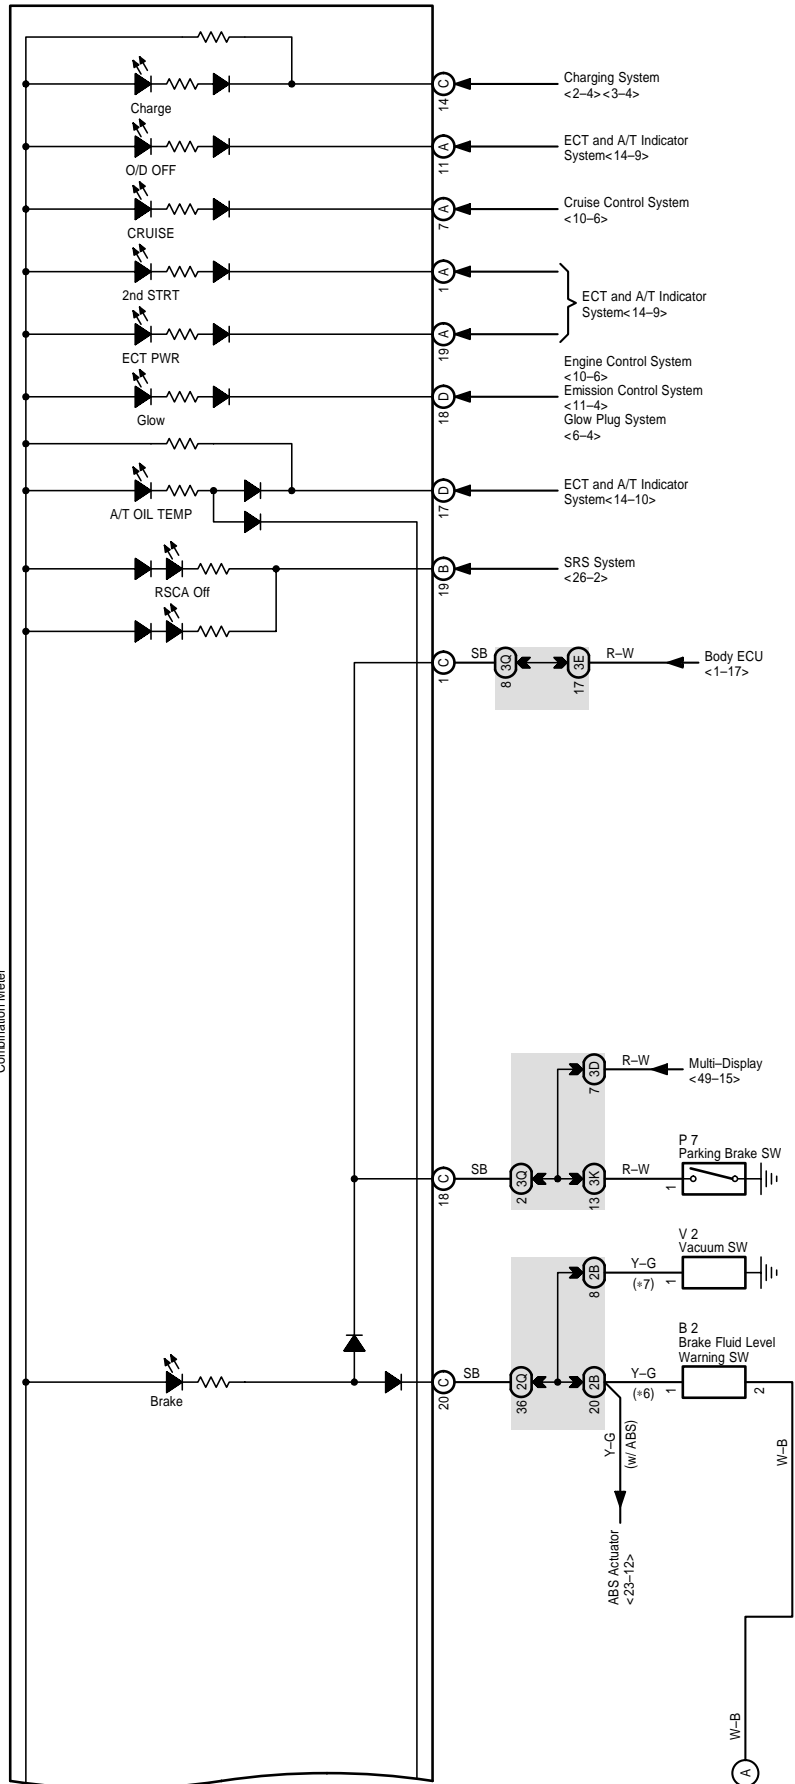 Charge
C
14
Charging System
<2–4><3–4>
O/D OFF
A
11
ECT and A/T Indicator
System<14–9>
CRUISE
A
7
Cruise Control System
<10–6>
2nd STRT
A
1
ECT PWR
A
19
ECT and A/T Indicator
System<14–9>
Glow
D
18
Engine Control System
<10–6>
Emission Control System
<11–4>
Glow Plug System
<6–4>
A/T OIL TEMP
D
17
ECT and A/T Indicator
System<14–10>
RSCA Off
B
19
SRS System
<26–2>
C
1
SB
3Q
8
3E
17
R–W
Body ECU
<1–17>
Combination Meter
3D
7
R–W
Multi–Display
<49–15>
C
18
SB
3Q
2
3K
13
R–W
1
P 7
Parking Brake SW
2B
8
Y–G
(*7)
1
V 2
Vacuum SW
Brake
C
20
SB
2Q
36
2B
20
Y–G
(*6)
1
B 2
Brake Fluid Level
Warning SW
2
Y–G
(w/ ABS)
ABS Actuator
<23–12>
W–B
W–B
A